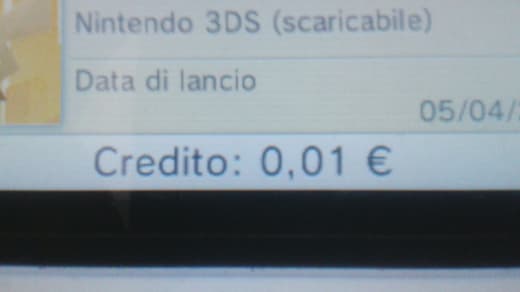 Nintendo 3DS (scaricabile)
Data di lancio
05/04/
Credito: 0,01 €